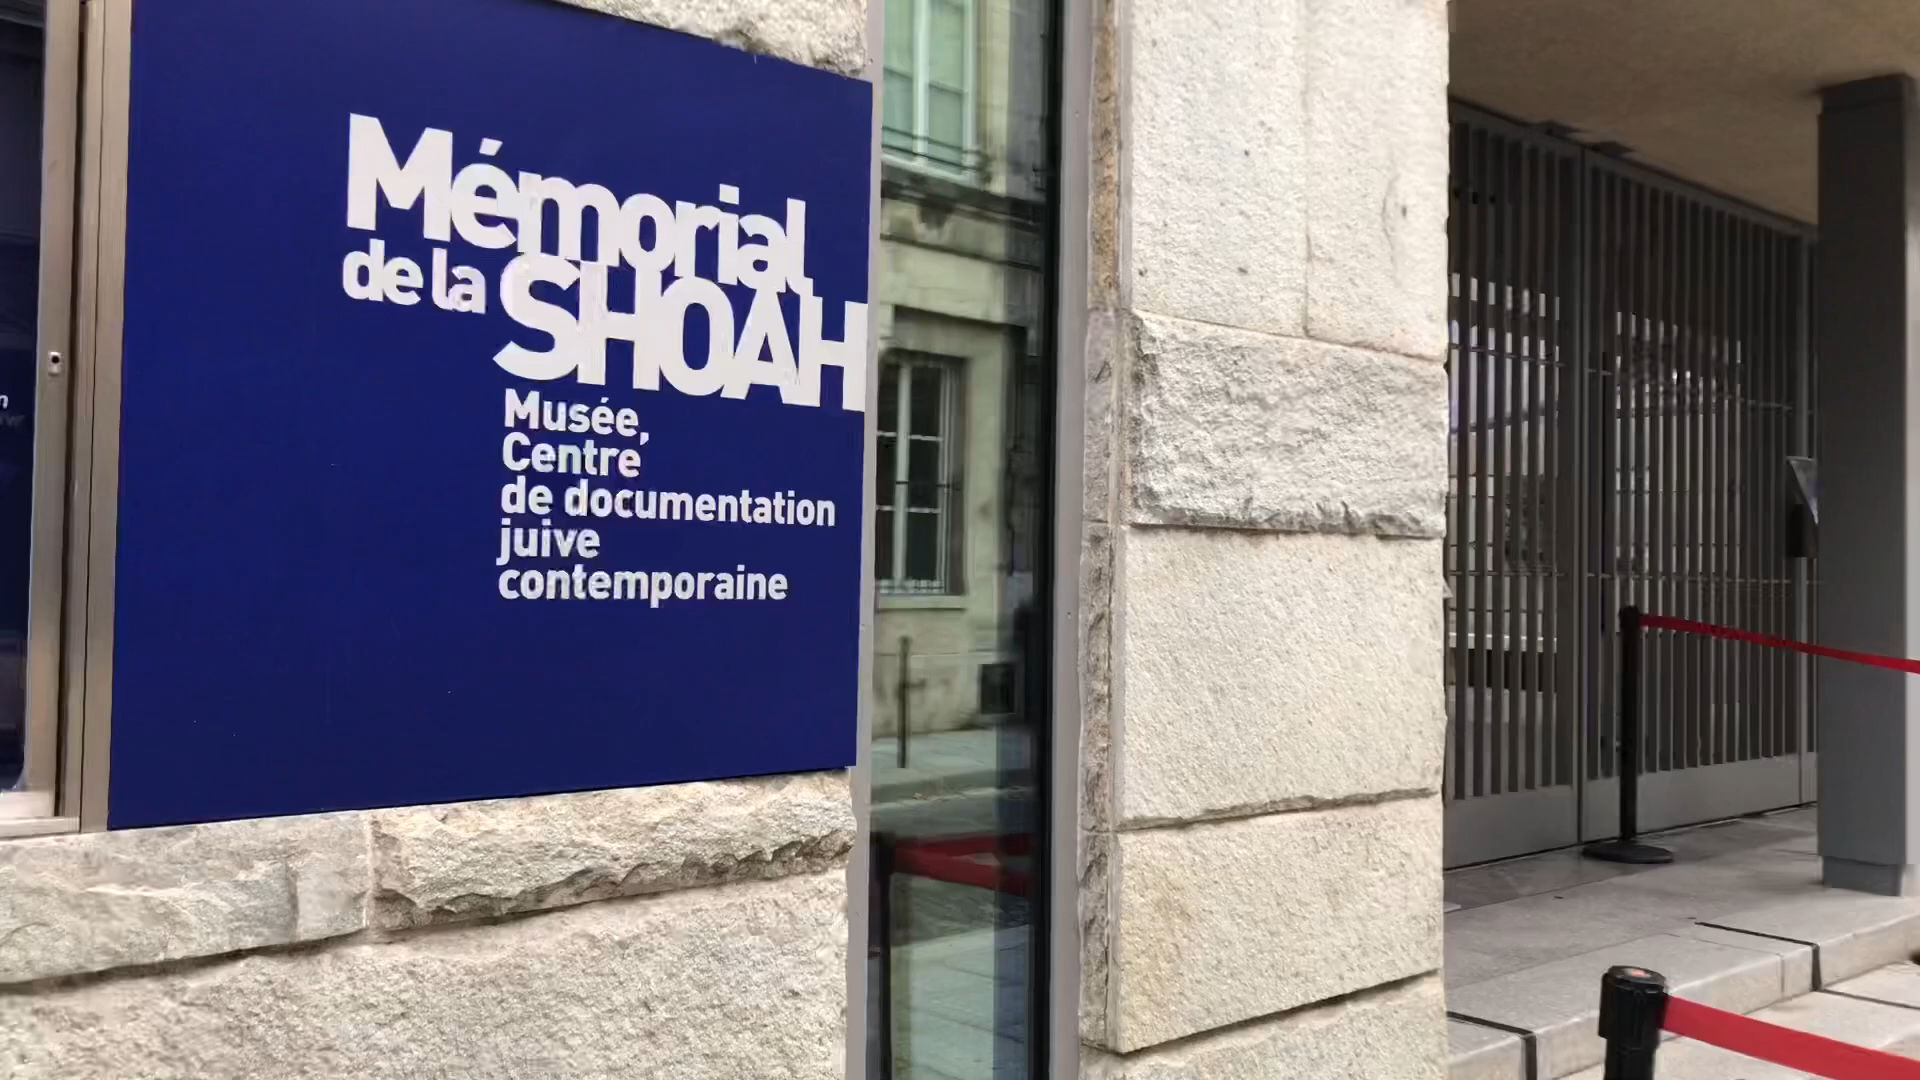 Mémorial
de la SHOAH
Musée,
Centre
de documentation
juive
contemporaine